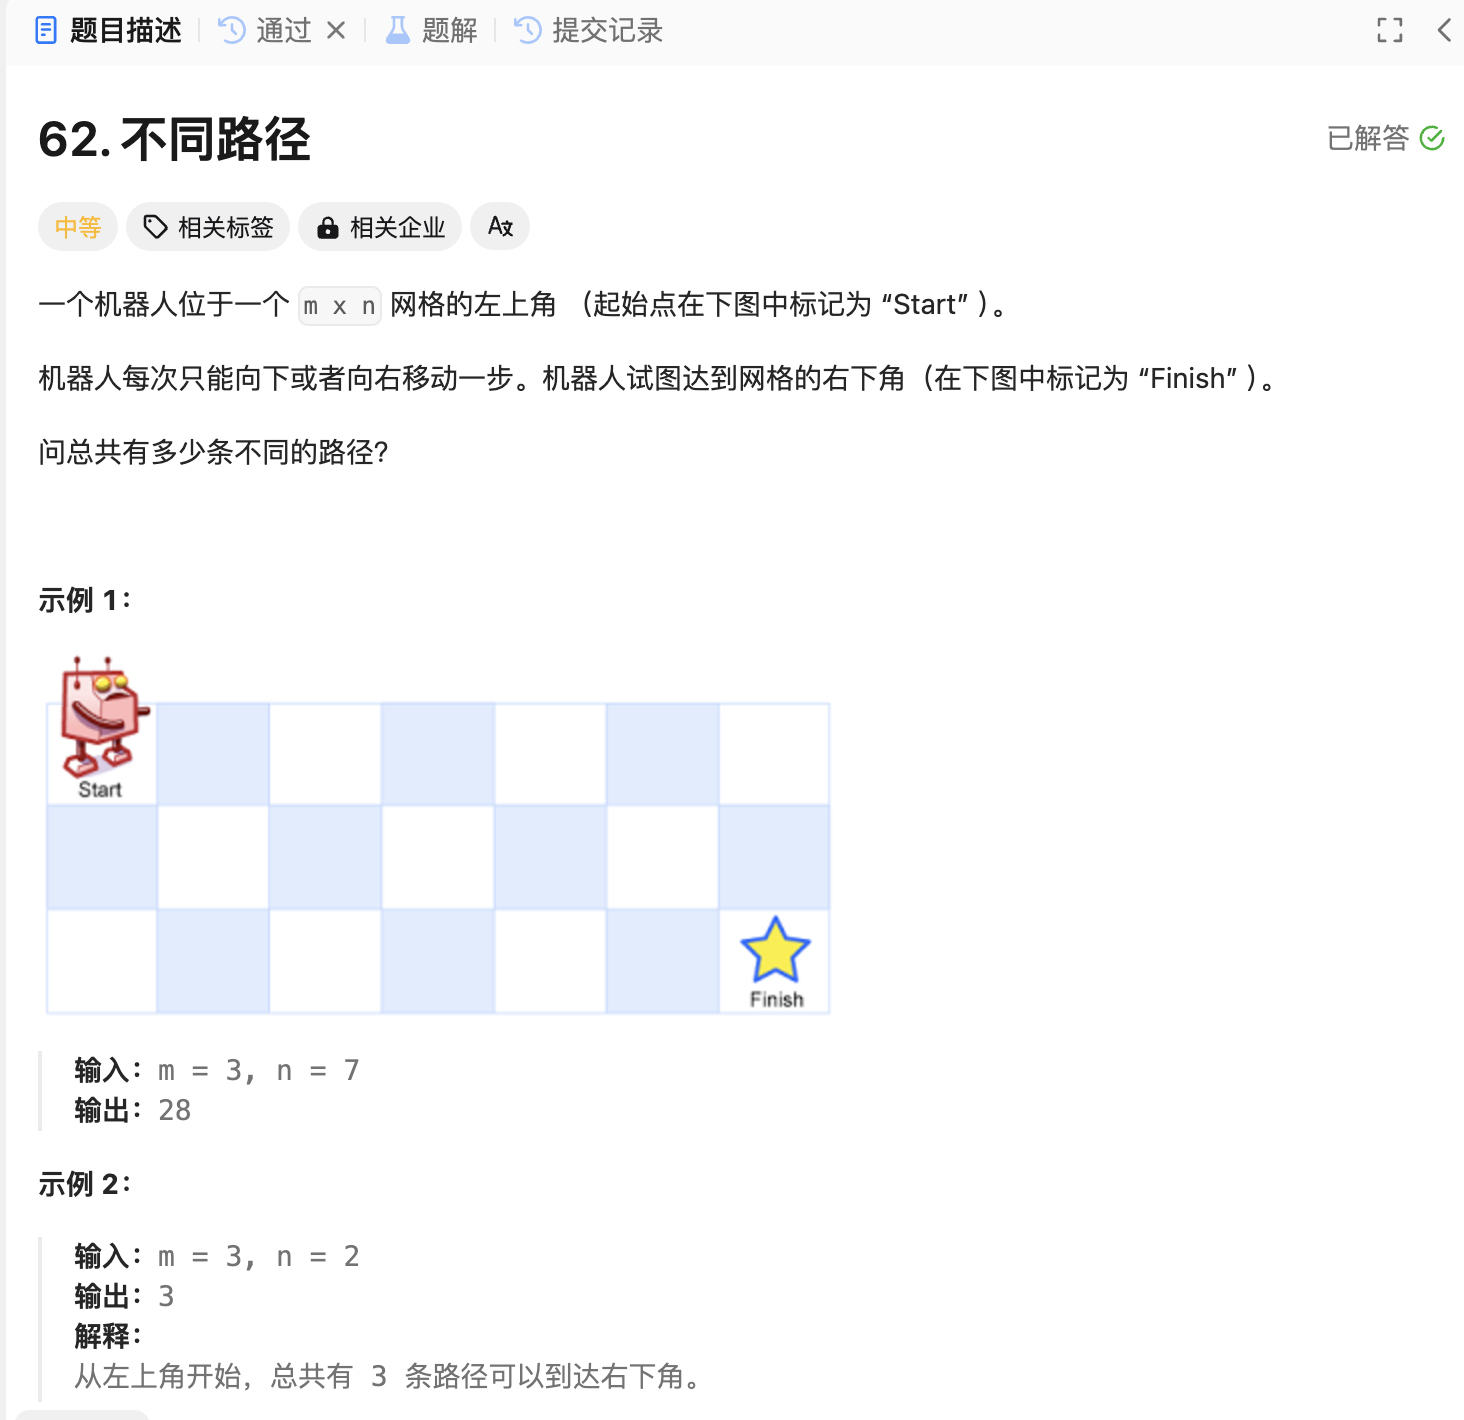 题目描述 通过 题解 提交记录
62. 不同路径
已解答
中等 相关标签 相关企业
一个机器人位于一个 m x n 网格的左上角 （起始点在下图中标记为 “Start” ）。
机器人每次只能向下或者向右移动一步。机器人试图达到网格的右下角（在下图中标记为 “Finish” ）。
问总共有多少条不同的路径?
示例 1：
Start
Finish
输入：m = 3, n = 7
输出：28
示例 2：
输入：m = 3, n = 2
输出：3
解释：
从左上角开始，总共有 3 条路径可以到达右下角。